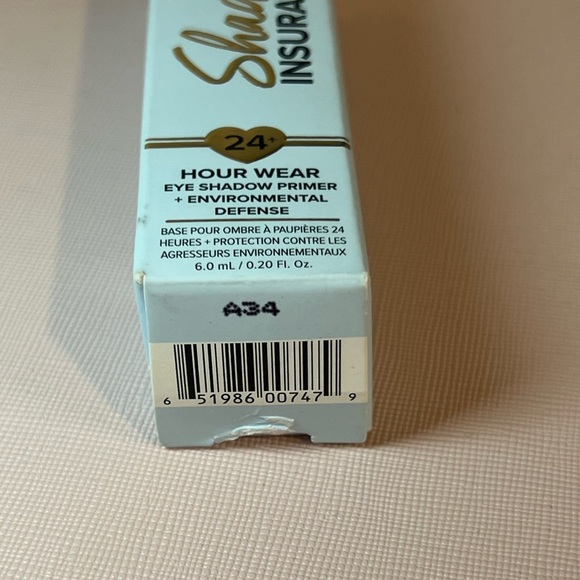 24+
HOUR WEAR
EYE SHADOW PRIMER
+ ENVIRONMENTAL
DEFENSE
BASE POUR OMBRE À PAUPIÈRES 24
HEURES + PROTECTION CONTRE LES
AGRESSEURS ENVIRONNEMENTAUX
6.0 mL / 0.20 Fl. Oz.
A34
6 51986 00747 9